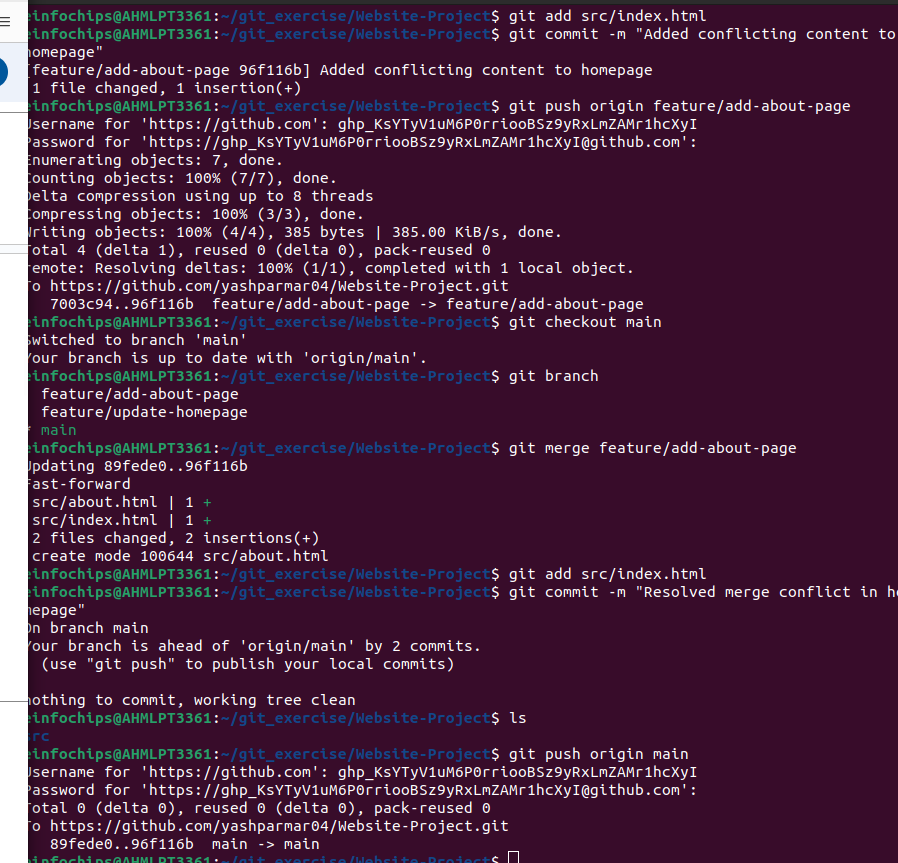 einfochips@AHMLPT3361:~/git_exercise/Website-Project$ git add src/index.html
einfochips@AHMLPT3361:~/git_exercise/Website-Project$ git commit -m "Added conflicting content to
homepage"
[feature/add-about-page 96f116b] Added conflicting content to homepage
1 file changed, 1 insertion(+)
einfochips@AHMLPT3361:~/git_exercise/Website-Project$ git push origin feature/add-about-page
Username for 'https://github.com': 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
Password for 'https://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@github.com':
Enumerating objects: 7, done.
Counting objects: 100% (7/7), done.
Delta compression using up to 8 threads
Compressing objects: 100% (3/3), done.
Writing objects: 100% (4/4), 385 bytes | 385.00 KiB/s, done.
Total 4 (delta 1), reused 0 (delta 0), pack-reused 0
remote: Resolving deltas: 100% (1/1), completed with 1 local object.
To https://github.com/yashparmar04/Website-Project.git
7003c94..96f116b  feature/add-about-page -> feature/add-about-page
einfochips@AHMLPT3361:~/git_exercise/Website-Project$ git checkout main
Switched to branch 'main'
Your branch is up to date with 'origin/main'.
einfochips@AHMLPT3361:~/git_exercise/Website-Project$ git branch
feature/add-about-page
feature/update-homepage
* main
einfochips@AHMLPT3361:~/git_exercise/Website-Project$ git merge feature/add-about-page
Updating 89fede0..96f116b
Fast-forward
src/about.html | 1 +
src/index.html | 1 +
2 files changed, 2 insertions(+)
create mode 100644 src/about.html
einfochips@AHMLPT3361:~/git_exercise/Website-Project$ git add src/index.html
einfochips@AHMLPT3361:~/git_exercise/Website-Project$ git commit -m "Resolved merge conflict in ho
mepage"
On branch main
Your branch is ahead of 'origin/main' by 2 commits.
(use "git push" to publish your local commits)
nothing to commit, working tree clean
einfochips@AHMLPT3361:~/git_exercise/Website-Project$ ls
src
einfochips@AHMLPT3361:~/git_exercise/Website-Project$ git push origin main
Username for 'https://github.com': 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
Password for 'https://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@github.com':
Total 0 (delta 0), reused 0 (delta 0), pack-reused 0
To https://github.com/yashparmar04/Website-Project.git
89fede0..96f116b  main -> main
einfochips@AHMLPT3361:~/git_exercise/Website-Project$